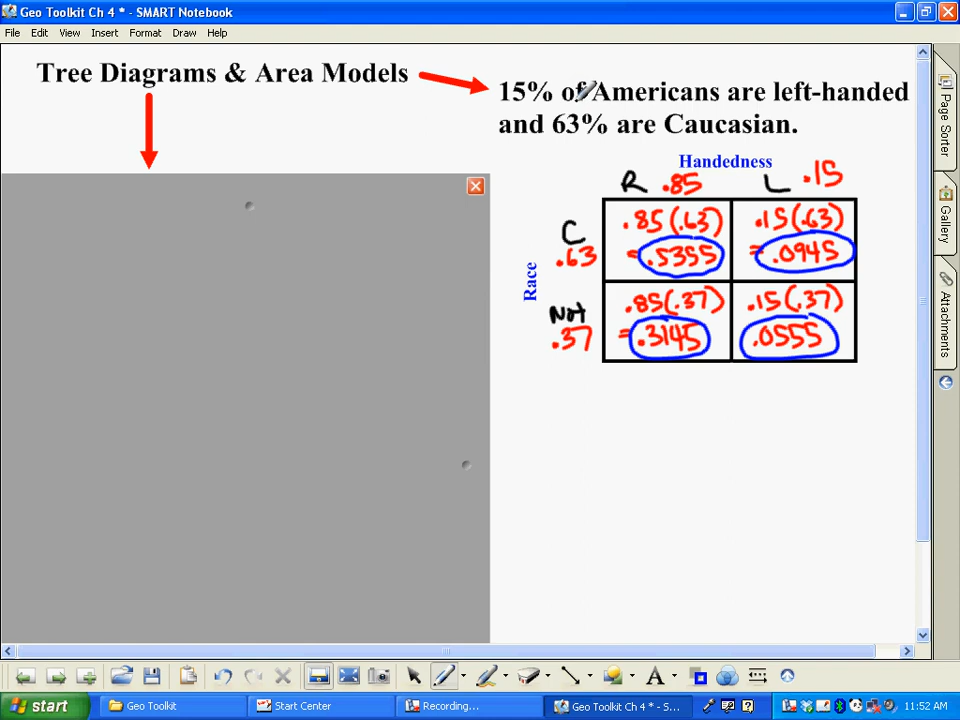 Geo Toolkit Ch 4 * - SMART Notebook
File Edit View Insert Format Draw Help
Tree Diagrams & Area Models
15% of Americans are left-handed
and 63% are Caucasian.
Handedness
R .85 L .15
Race
C
.63
.85(.63)
= .5355
.15(.63)
= .0945
Not
.37
.85(.37)
= .3145
.15(.37)
.0555
Page Sorter
Gallery
Attachments
start
Geo Toolkit
Start Center
Recording...
Geo Toolkit Ch 4 * - S...
11:52 AM